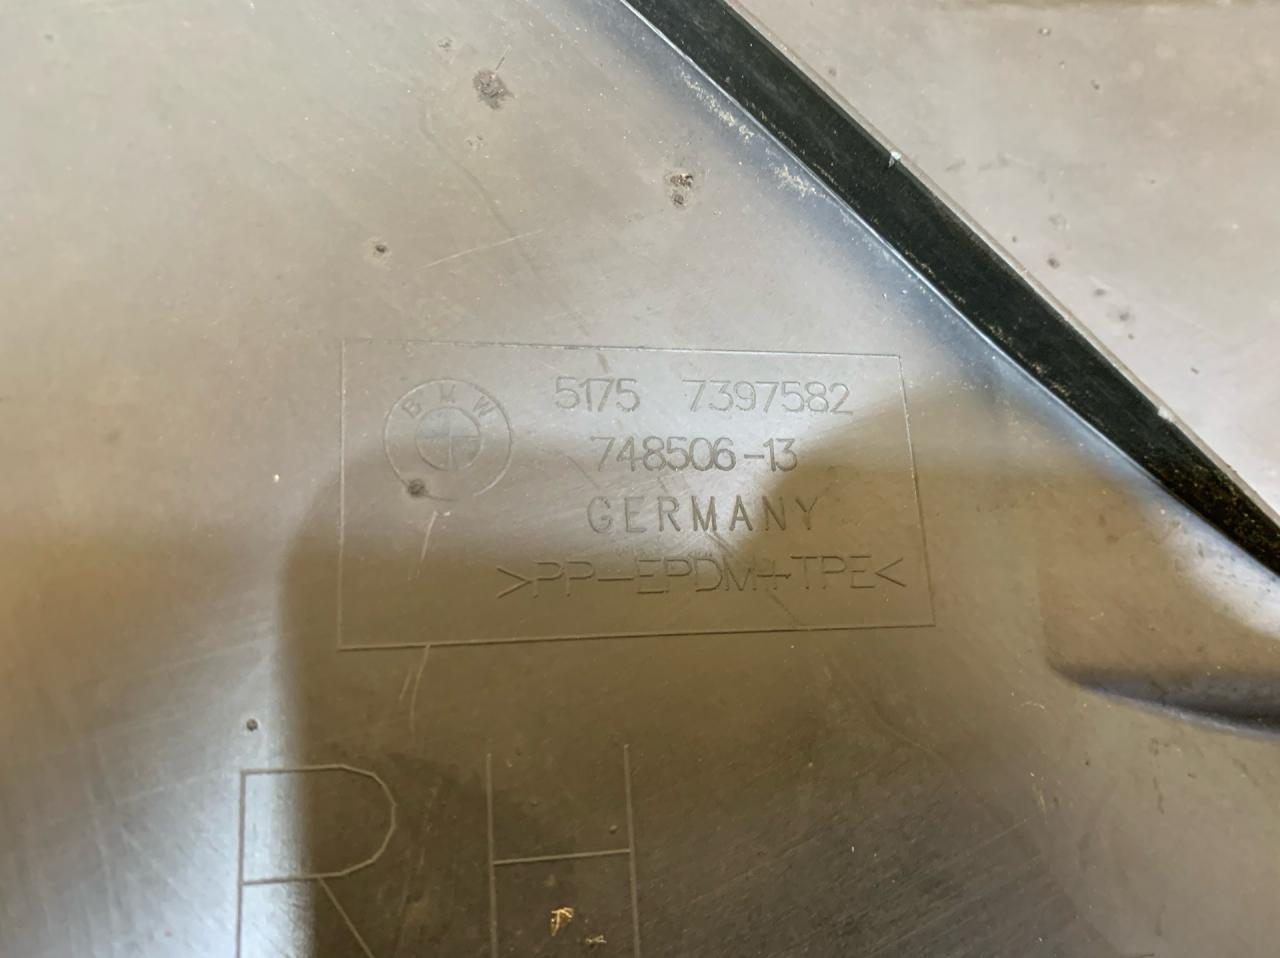 BMW
5175 7397582
748506-13
GERMANY
>PP-EPDM+TPE<
RH